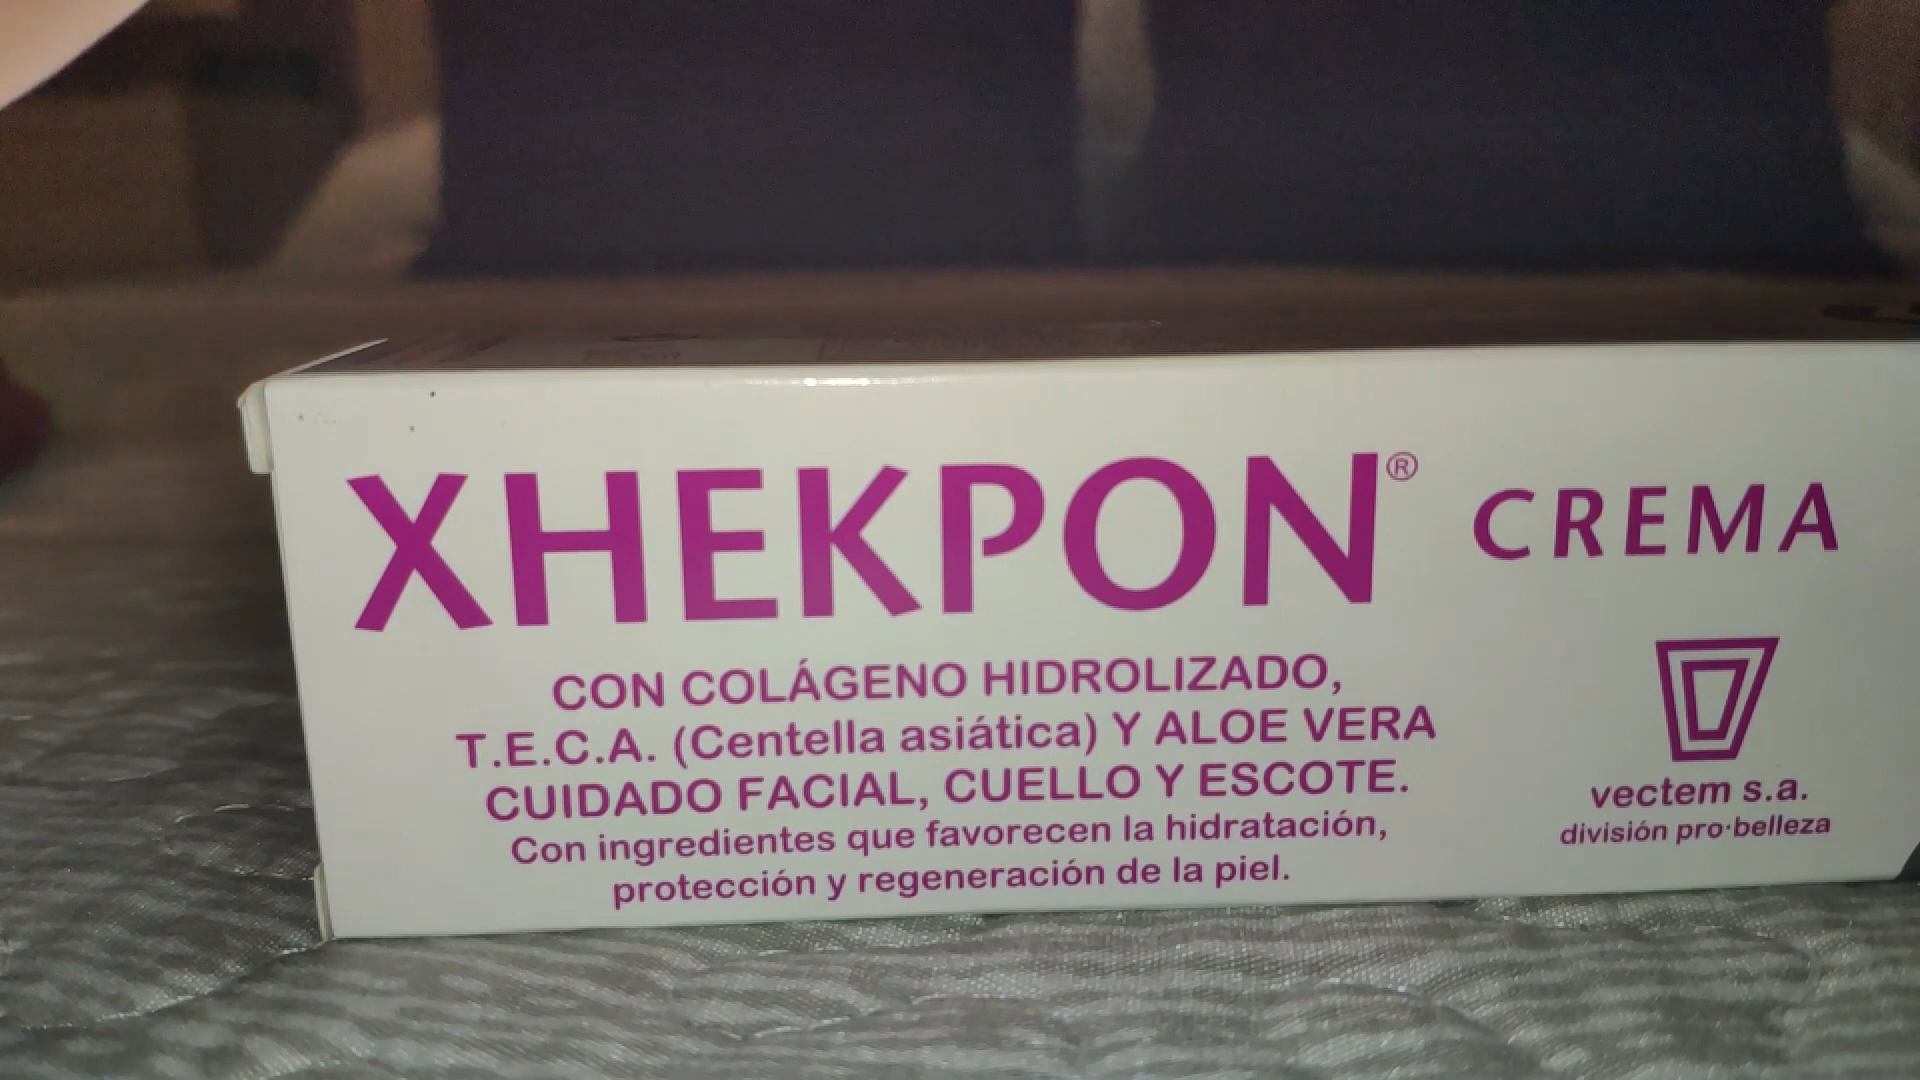 XHEKPON® CREMA
CON COLÁGENO HIDROLIZADO,
T.E.C.A. (Centella asiática) Y ALOE VERA
CUIDADO FACIAL, CUELLO Y ESCOTE.
Con ingredientes que favorecen la hidratación,
protección y regeneración de la piel.
vectem s.a.
división pro·belleza